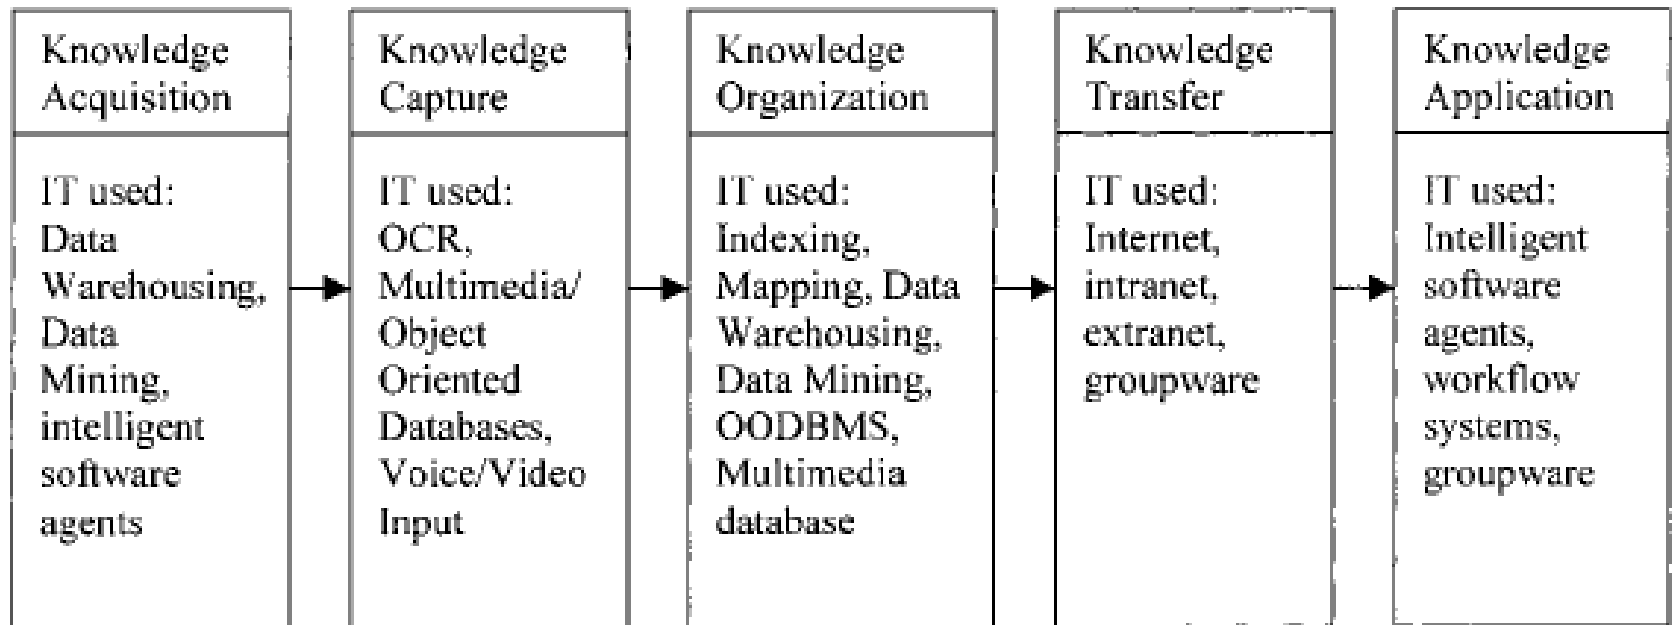 Knowledge
Acquisition
IT used:
Data
Warehousing,
Data
Mining,
intelligent
software
agents
Knowledge
Capture
IT used:
OCR,
Multimedia/
Object
Oriented
Databases,
Voice/Video
Input
Knowledge
Organization
IT used:
Indexing,
Mapping, Data
Warehousing,
Data Mining,
OODBMS,
Multimedia
database
Knowledge
Transfer
IT used:
Internet,
intranet,
extranet,
groupware
Knowledge
Application
IT used:
Intelligent
software
agents,
workflow
systems,
groupware